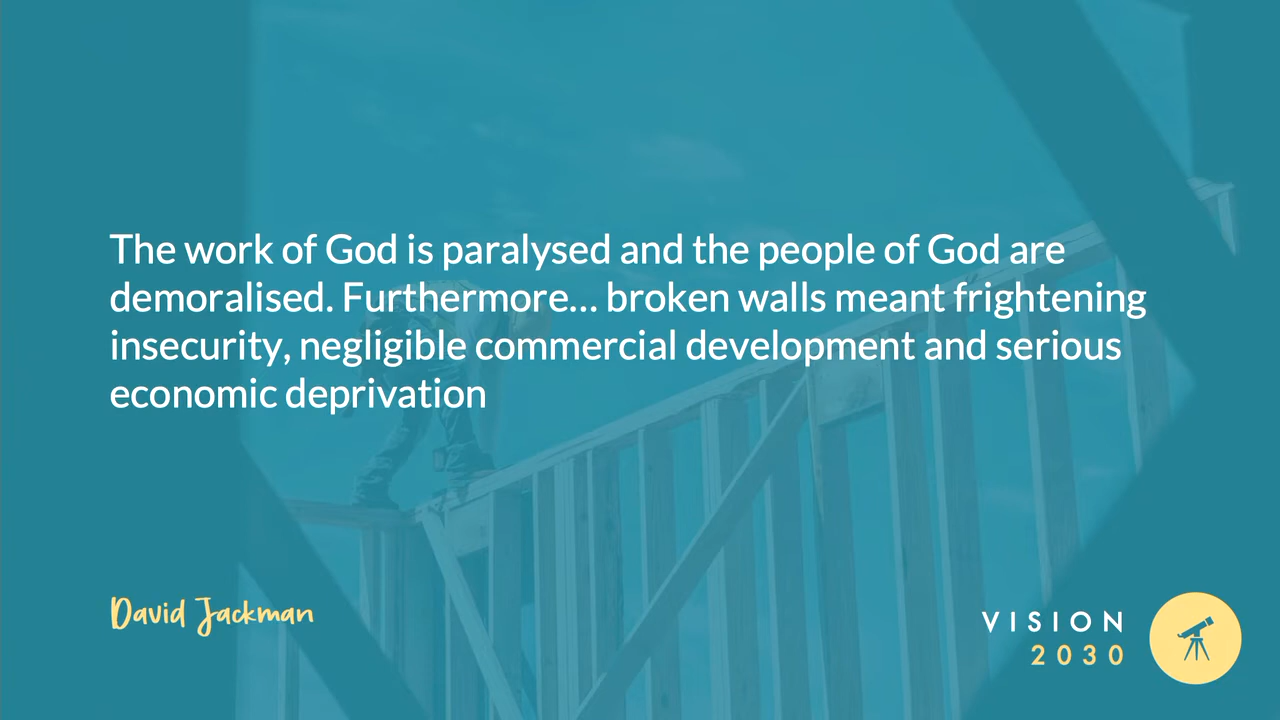 The work of God is paralysed and the people of God are
demoralised. Furthermore... broken walls meant frightening
insecurity, negligible commercial development and serious
economic deprivation
David Jackman
VISION
2030